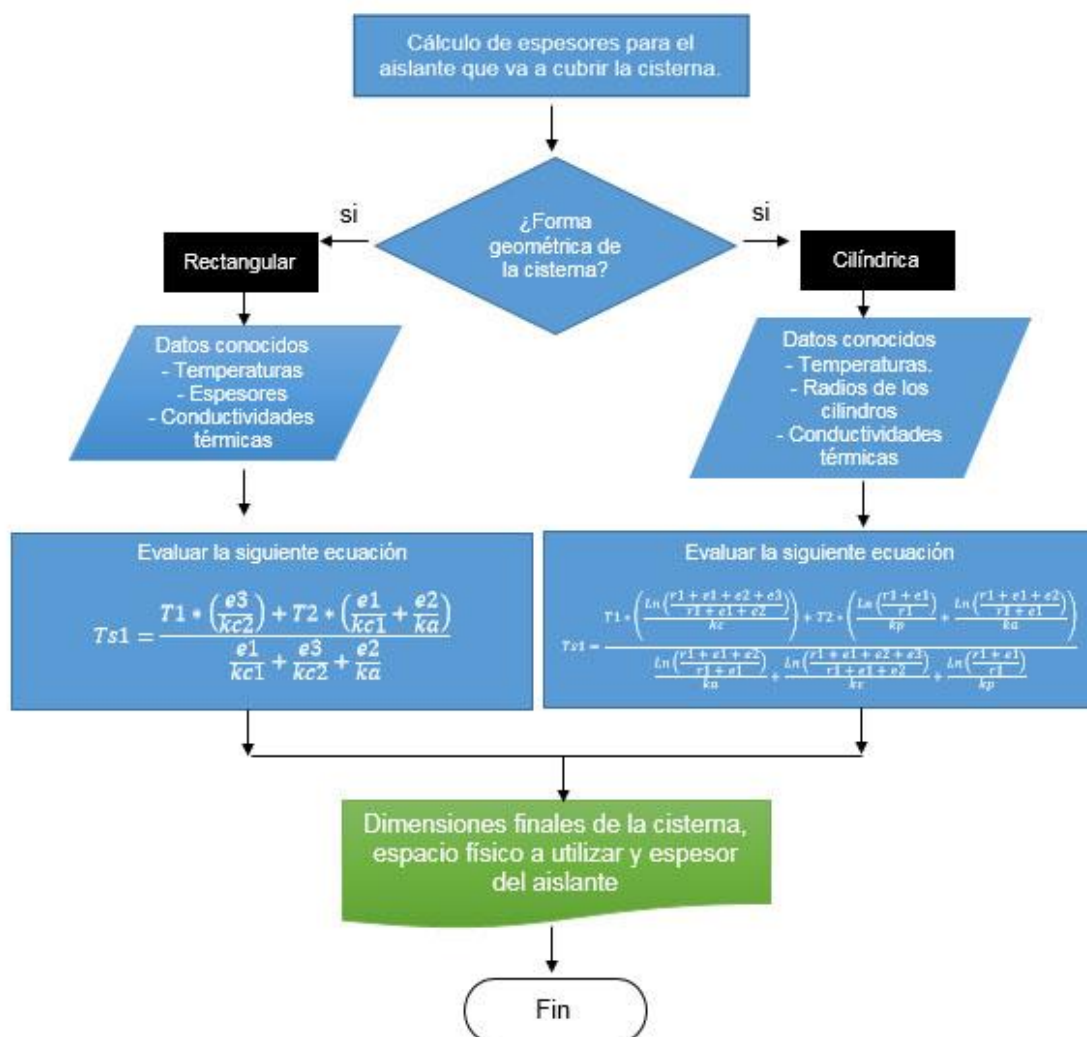 Cálculo de espesores para el
aislante que va a cubrir la cisterna.
¿Forma
geométrica de
la cisterna?
si
si
Rectangular
Cilíndrica
Datos conocidos
- Temperaturas
- Espesores
- Conductividades
térmicas
Datos conocidos
- Temperaturas.
- Radios de los
cilindros
- Conductividades
térmicas
Evaluar la siguiente ecuación
Ts1 = (T1 * (e3/kc2) + T2 * (e1/kc1 + e2/ka)) / (e1/kc1 + e3/kc2 + e2/ka)
Evaluar la siguiente ecuación
Ts1 = (T1 * (Ln((r1 + e1 + e2 + e3)/(r1 + e1 + e2))/kc) + T2 * (Ln((r1 + e1)/r1)/kp + Ln((r1 + e1 + e2)/(r1 + e1))/ka)) / (Ln((r1 + e1 + e2)/(r1 + e1))/ka + Ln((r1 + e1 + e2 + e3)/(r1 + e1 + e2))/kc + Ln((r1 + e1)/r1)/kp)
Dimensiones finales de la cisterna,
espacio físico a utilizar y espesor
del aislante
Fin